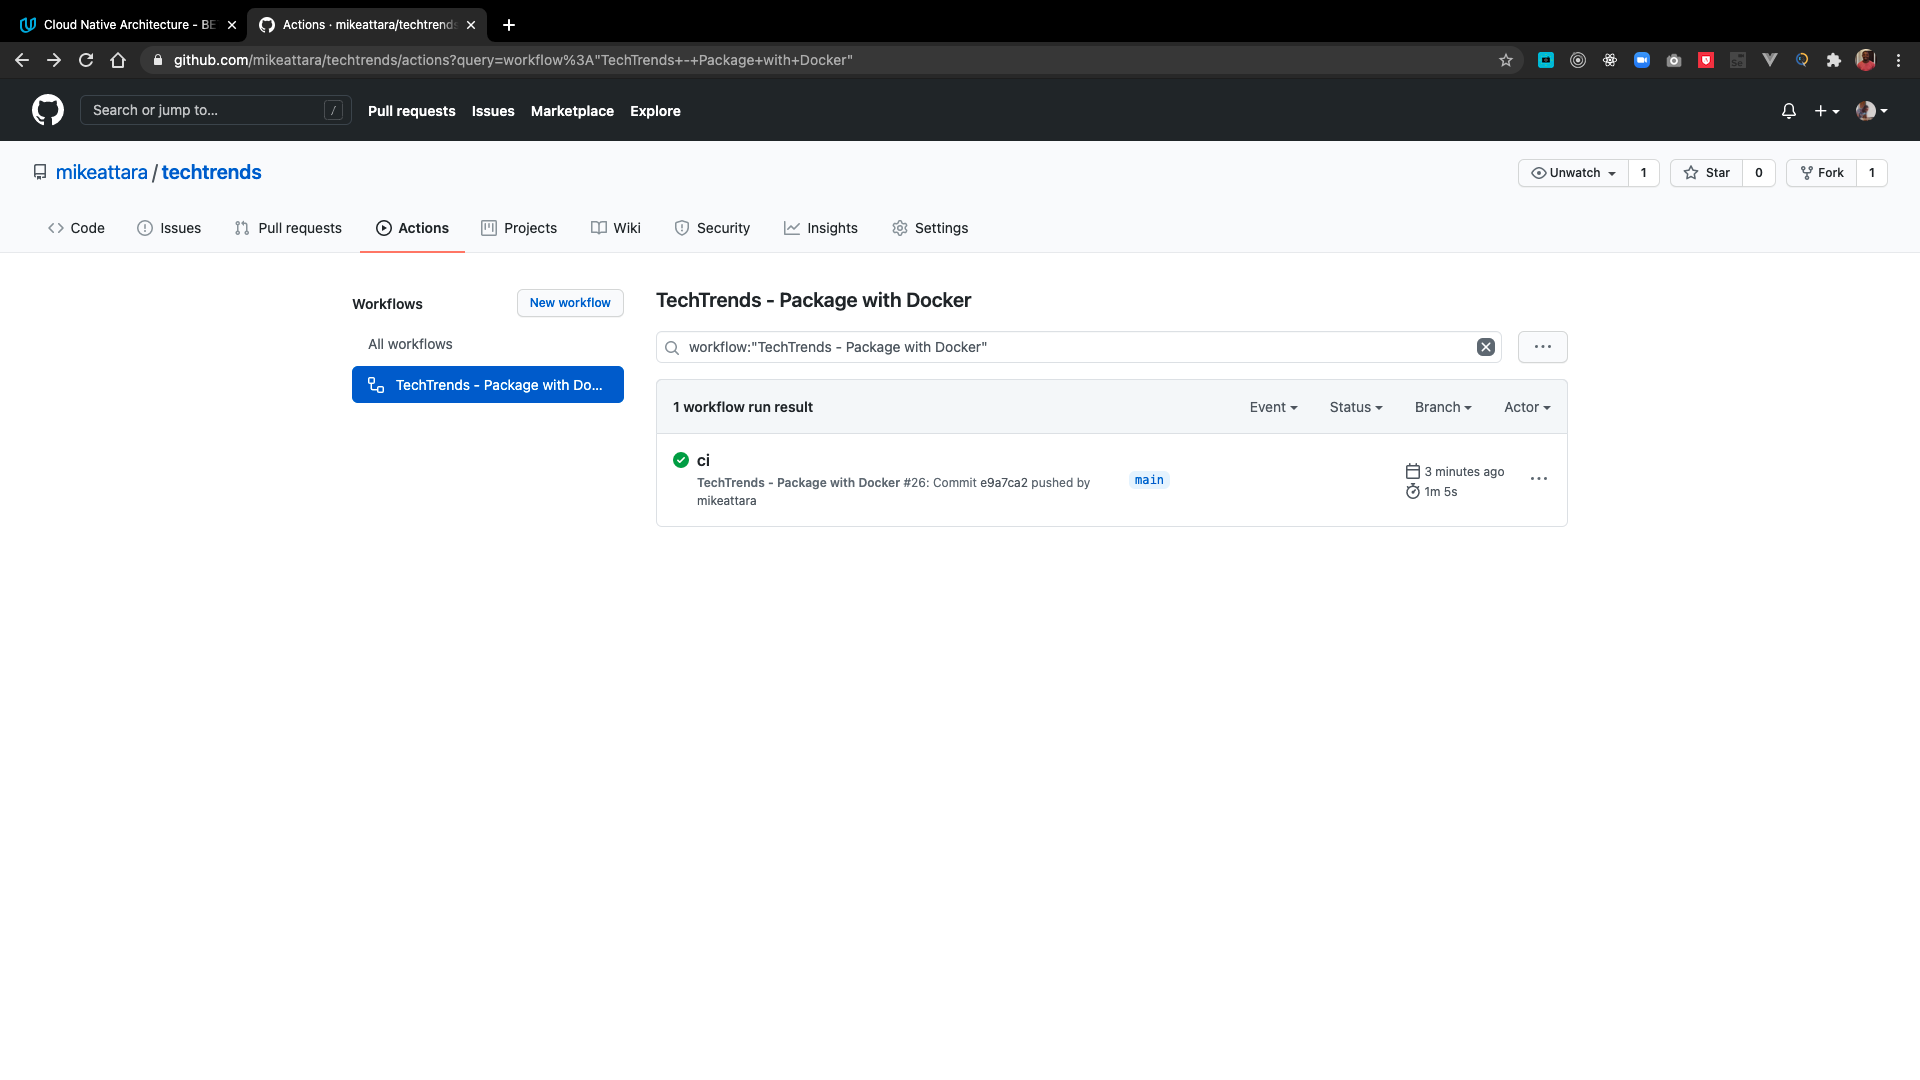 Cloud Native Architecture - BE
Actions · mikeattara/techtrends
github.com/mikeattara/techtrends/actions?query=workflow%3A"TechTrends+-+Package+with+Docker"
Search or jump to...
/
Pull requests
Issues
Marketplace
Explore
mikeattara / techtrends
Unwatch
1
Star
0
Fork
1
Code
Issues
Pull requests
Actions
Projects
Wiki
Security
Insights
Settings
Workflows
New workflow
All workflows
TechTrends - Package with Do...
TechTrends - Package with Docker
workflow:"TechTrends - Package with Docker"
1 workflow run result
Event
Status
Branch
Actor
ci
TechTrends - Package with Docker #26: Commit e9a7ca2 pushed by
mikeattara
main
3 minutes ago
1m 5s